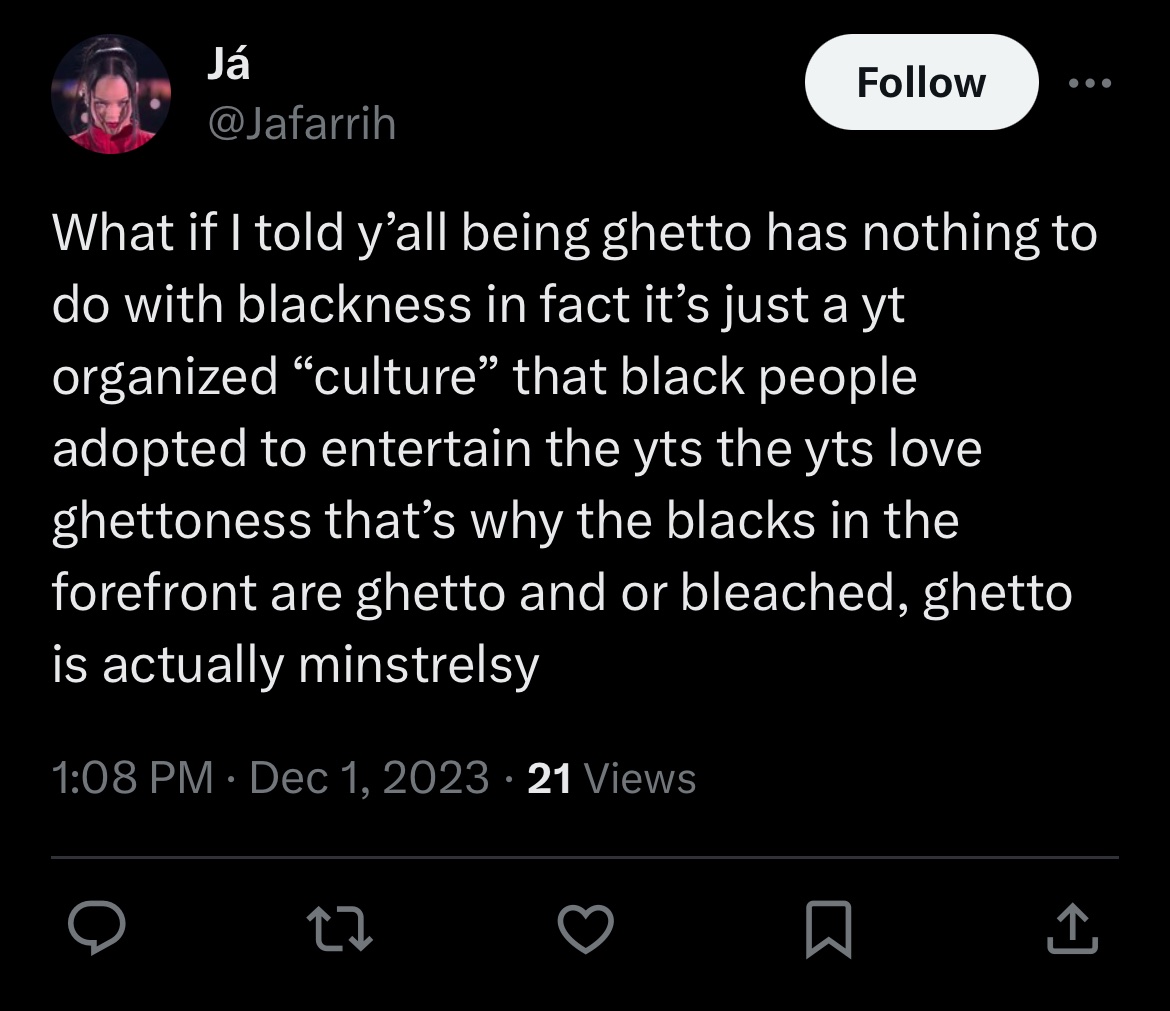 Já
@Jafarrih
Follow
What if I told y’all being ghetto has nothing to
do with blackness in fact it’s just a yt
organized “culture” that black people
adopted to entertain the yts the yts love
ghettoness that’s why the blacks in the
forefront are ghetto and or bleached, ghetto
is actually minstrelsy
1:08 PM · Dec 1, 2023 · 21 Views